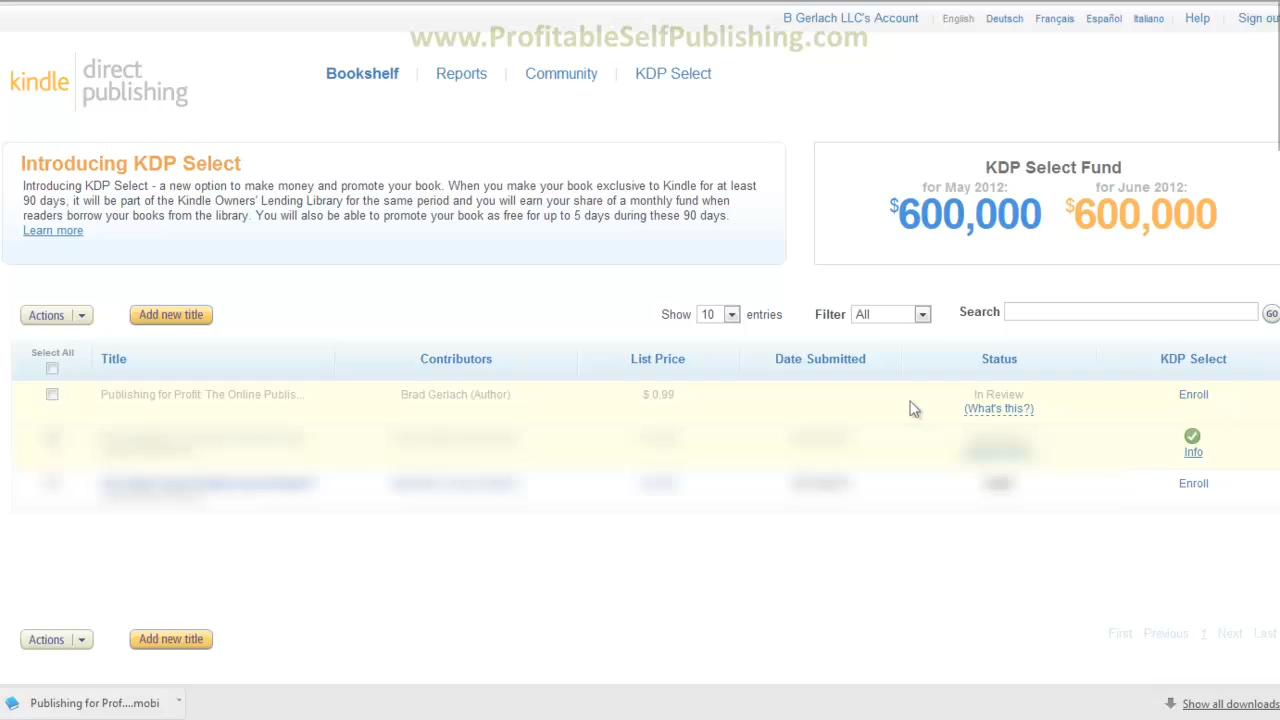 B Gerlach LLC's Account English Deutsch Français Español Italiano Help Sign ou
www.ProfitableSelfPublishing.com
kindle direct publishing
Bookshelf Reports Community KDP Select
Introducing KDP Select
Introducing KDP Select - a new option to make money and promote your book. When you make your book exclusive to Kindle for at least
90 days, it will be part of the Kindle Owners' Lending Library for the same period and you will earn your share of a monthly fund when
readers borrow your books from the library. You will also be able to promote your book as free for up to 5 days during these 90 days.
Learn more
KDP Select Fund
for May 2012: for June 2012:
$600,000 $600,000
Actions Add new title Show 10 entries Filter All Search GO
Select All Title Contributors List Price Date Submitted Status KDP Select
Publishing for Profit: The Online Publis... Brad Gerlach (Author) $ 0.99 In Review Enroll
(What's this?)
Info
Enroll
Actions Add new title First Previous 1 Next Last
Publishing for Prof....mobi Show all downloads